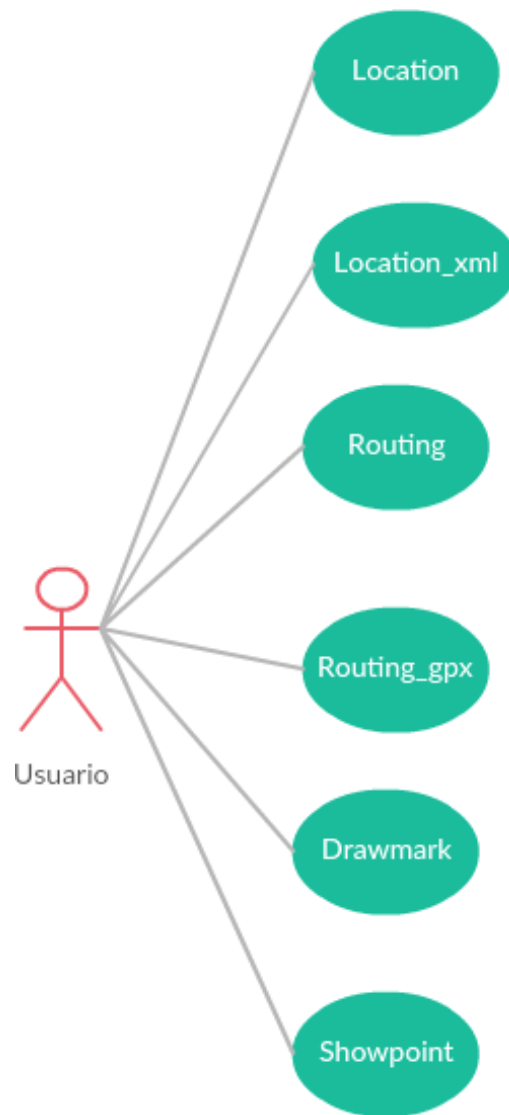 Location
Location_xml
Routing
Routing_gpx
Usuario
Drawmark
Showpoint